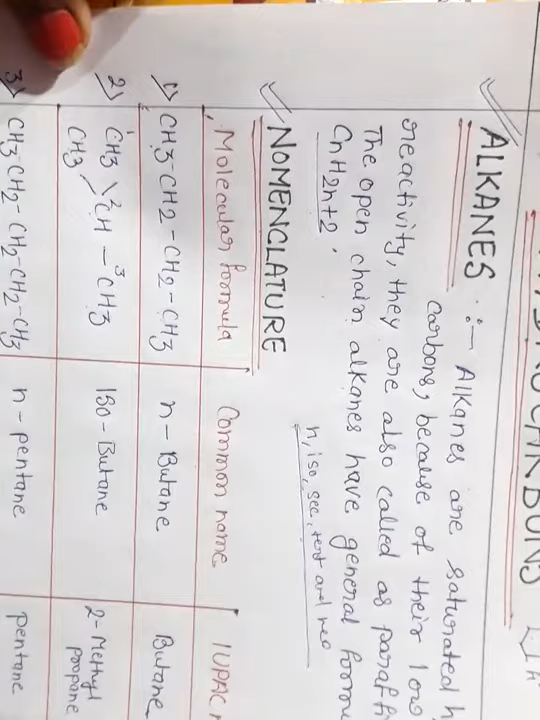 ALKANES :- Alkanes are saturated h
carbons, because of their low
reactivity, they are also called as paraff
The open chain alkanes have general formu
CnH2n+2.
n, iso, sec, tert and neo
NOMENCLATURE
Molecular formula Common name IUPAC n
1) CH3-CH2-CH2-CH3 n-Butane Butane
2) 1CH3 2CH-3CH3 Iso-Butane 2-Methyl
CH3 propane
3) CH3-CH2-CH2-CH2-CH3 n-pentane pentane